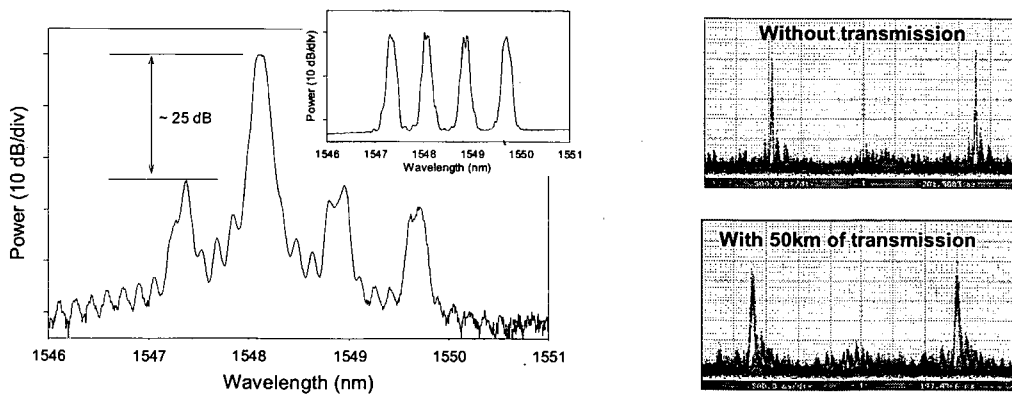 Power (10 dB/div)
~ 25 dB
1546 1547 1548 1549 1550 1551
Wavelength (nm)
Power (10 dB/div)
1546 1547 1548 1549 1550 1551
Wavelength (nm)
Without transmission
With 50km of transmission